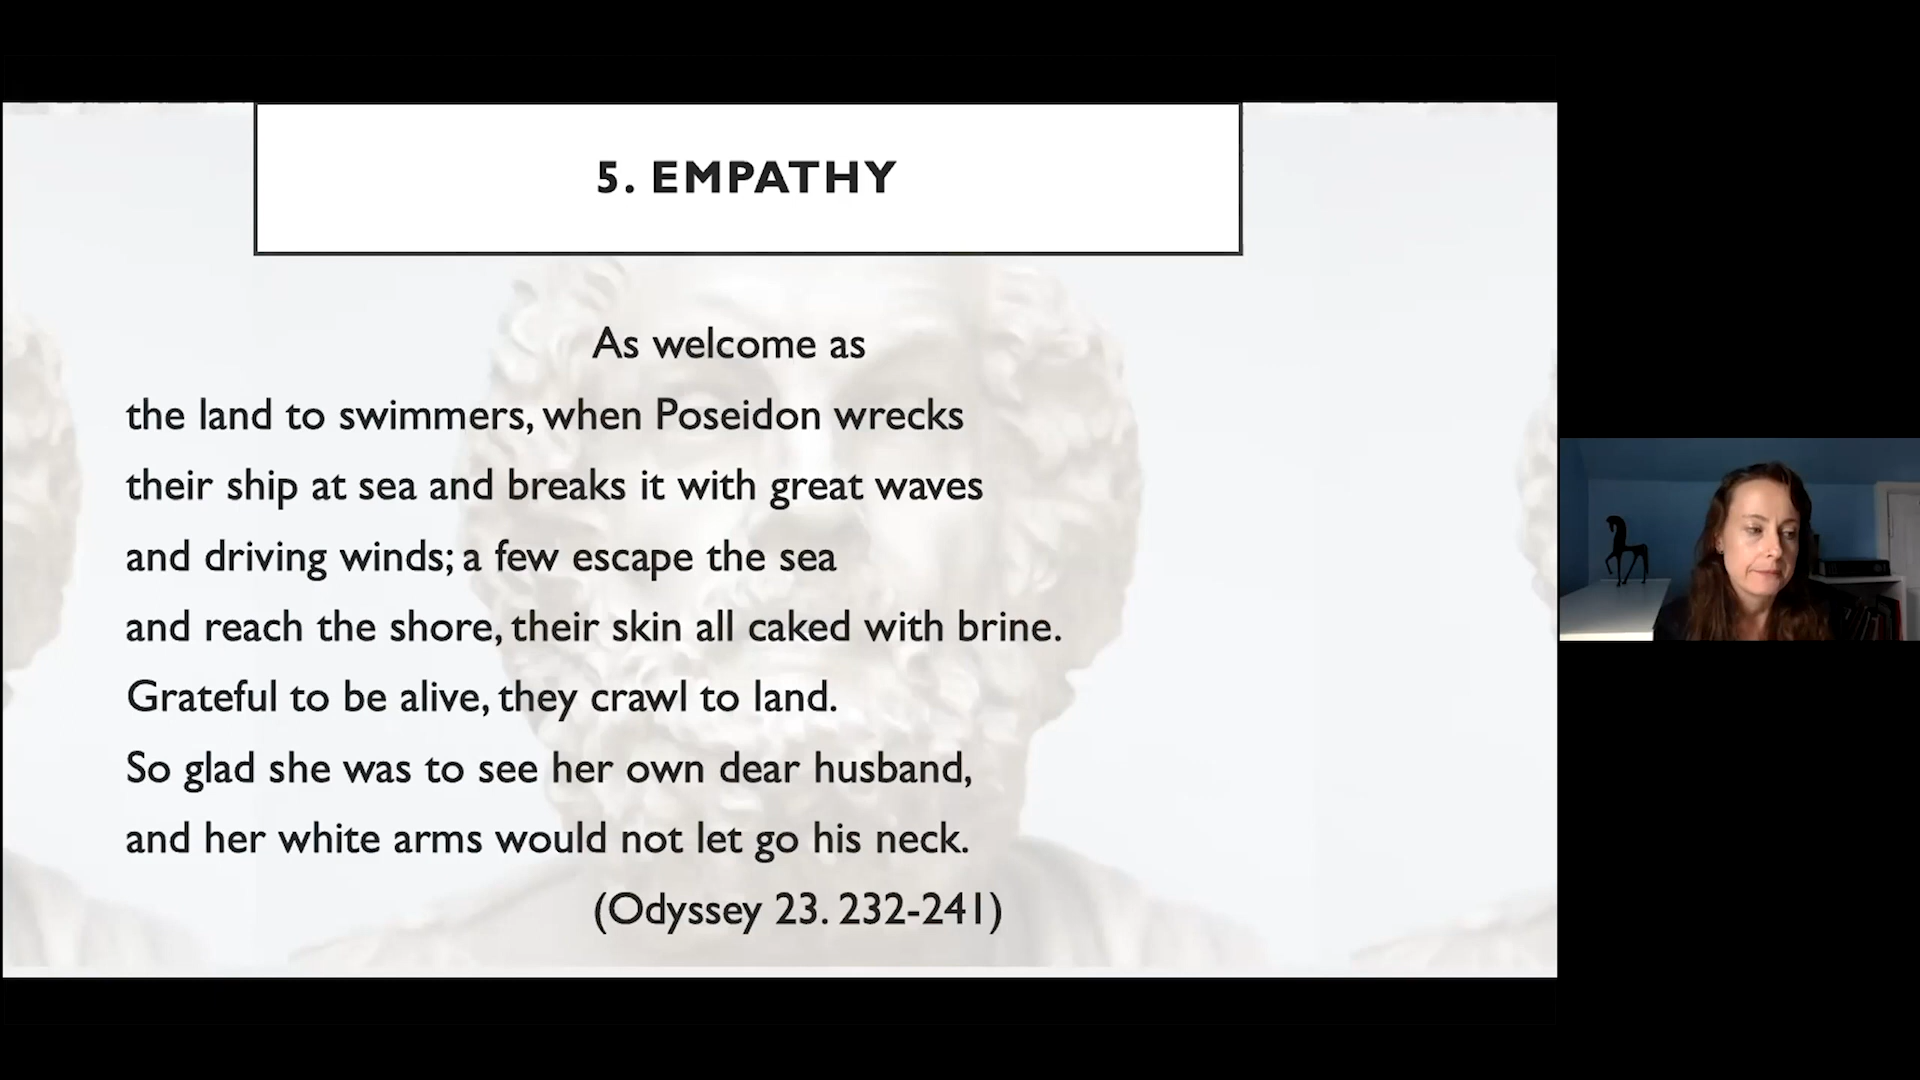 5. EMPATHY
As welcome as
the land to swimmers, when Poseidon wrecks
their ship at sea and breaks it with great waves
and driving winds; a few escape the sea
and reach the shore, their skin all caked with brine.
Grateful to be alive, they crawl to land.
So glad she was to see her own dear husband,
and her white arms would not let go his neck.
(Odyssey 23. 232-241)